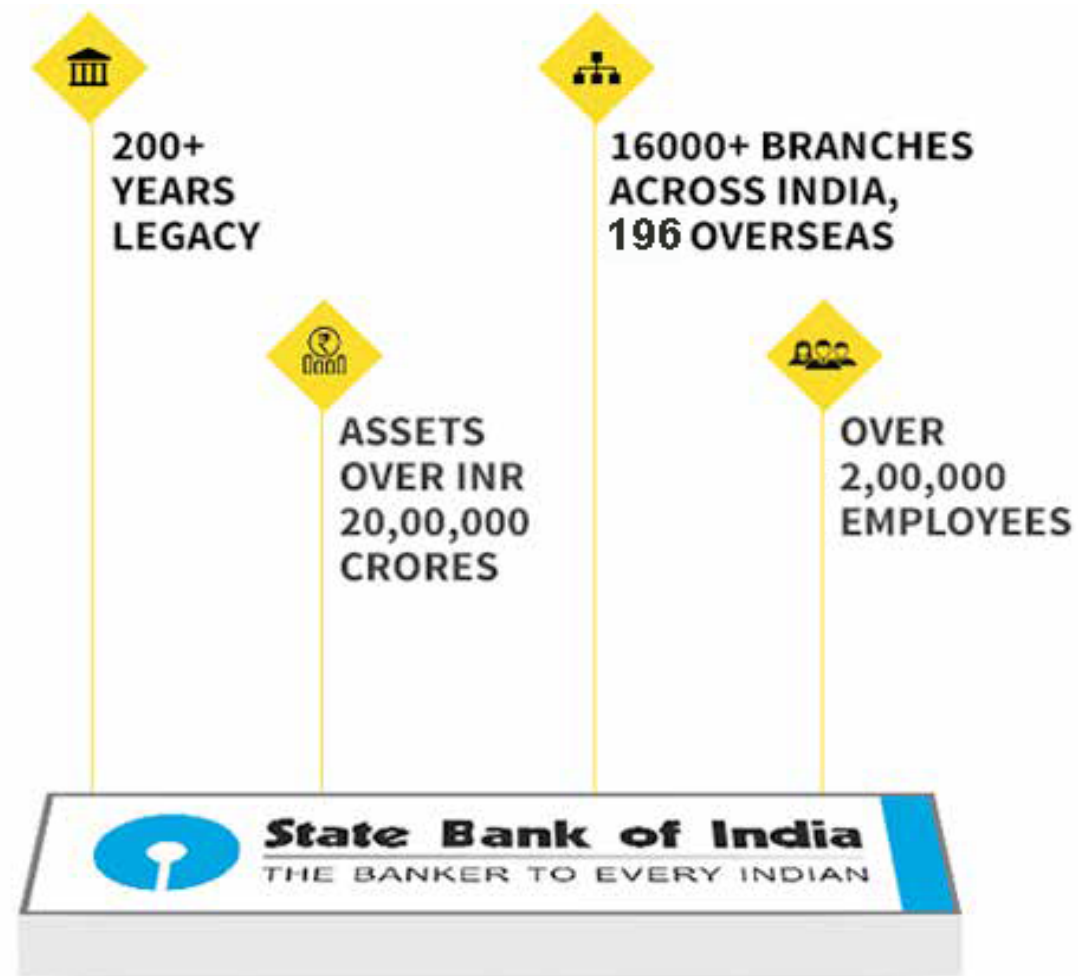 200+
YEARS
LEGACY
16000+ BRANCHES
ACROSS INDIA,
196 OVERSEAS
ASSETS
OVER INR
20,00,000
CRORES
OVER
2,00,000
EMPLOYEES
State Bank of India
THE BANKER TO EVERY INDIAN